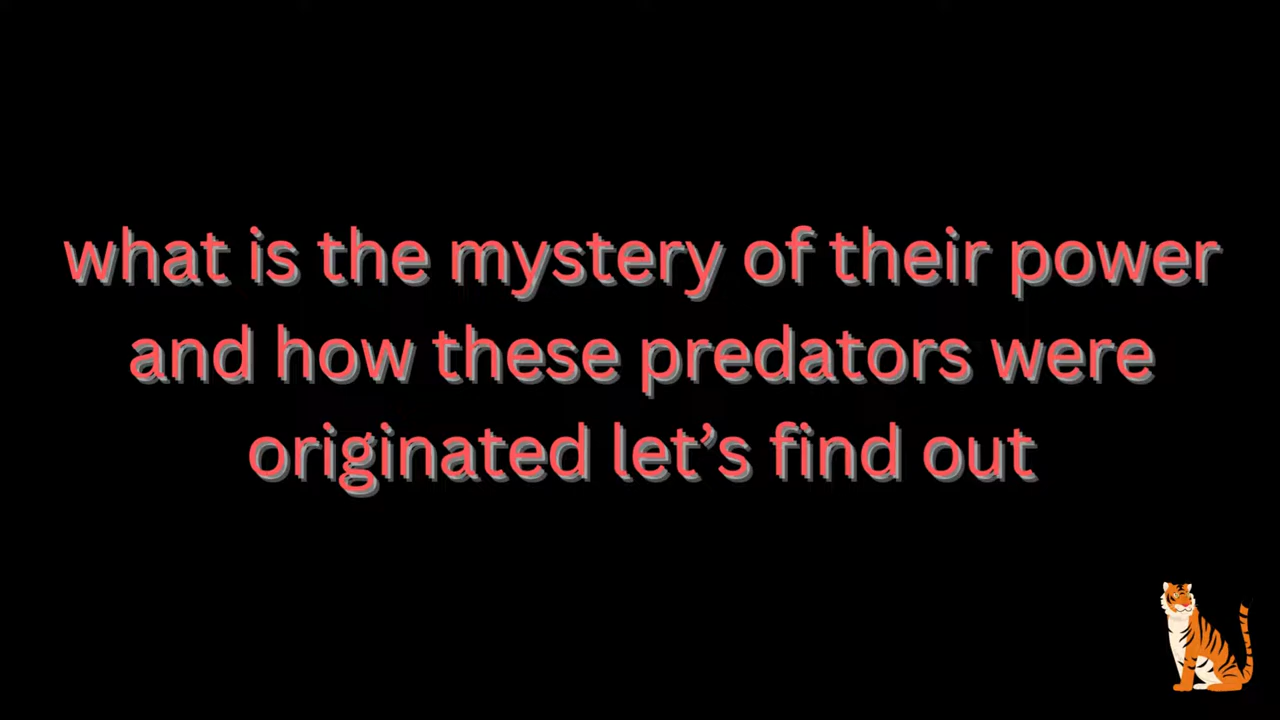 what is the mystery of their power
and how these predators were
originated let’s find out